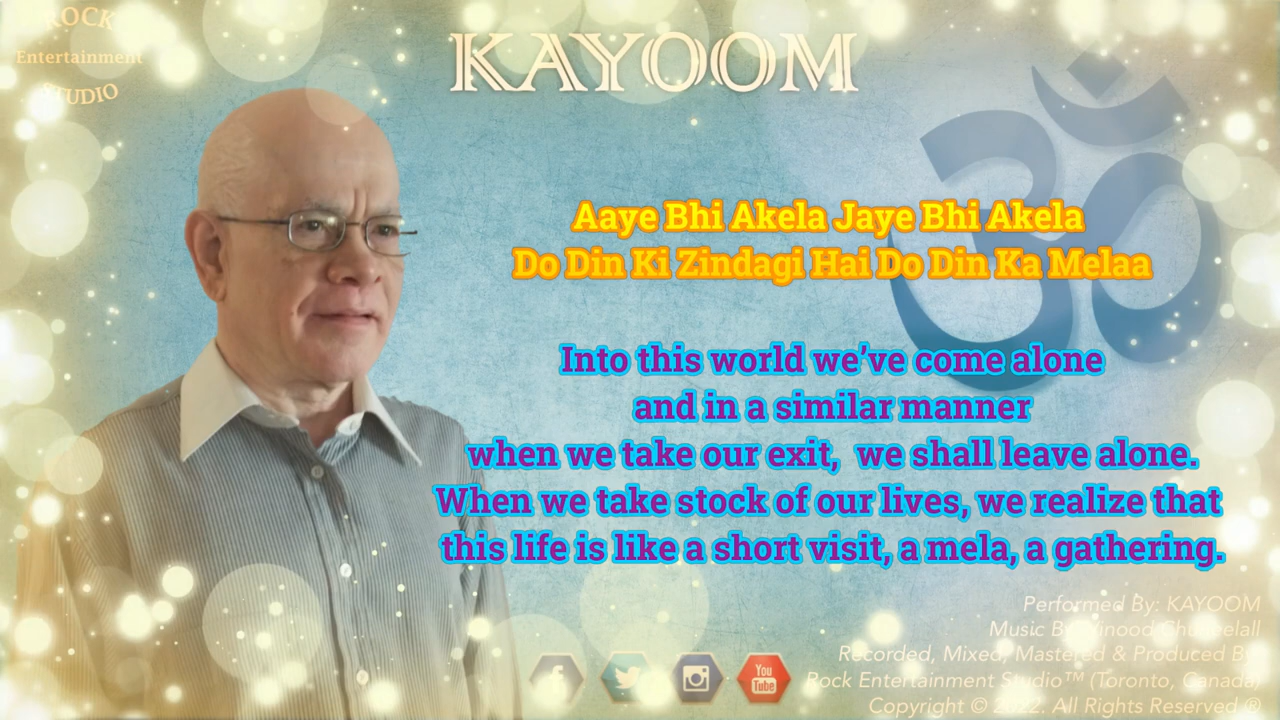 ROCK
Entertainment
STUDIO
KAYOOM
Aaye Bhi Akela Jaye Bhi Akela
Do Din Ki Zindagi Hai Do Din Ka Melaa
Into this world we’ve come alone
and in a similar manner
when we take our exit, we shall leave alone.
When we take stock of our lives, we realize that
this life is like a short visit, a mela, a gathering.
ॐ
f
You
Tube
Performed By: KAYOOM
Music By:
Recorded, Mixed, Mastered & Produced By:
Rock Entertainment Studio™ (Toronto, Canada)
Copyright © 2022. All Rights Reserved ®